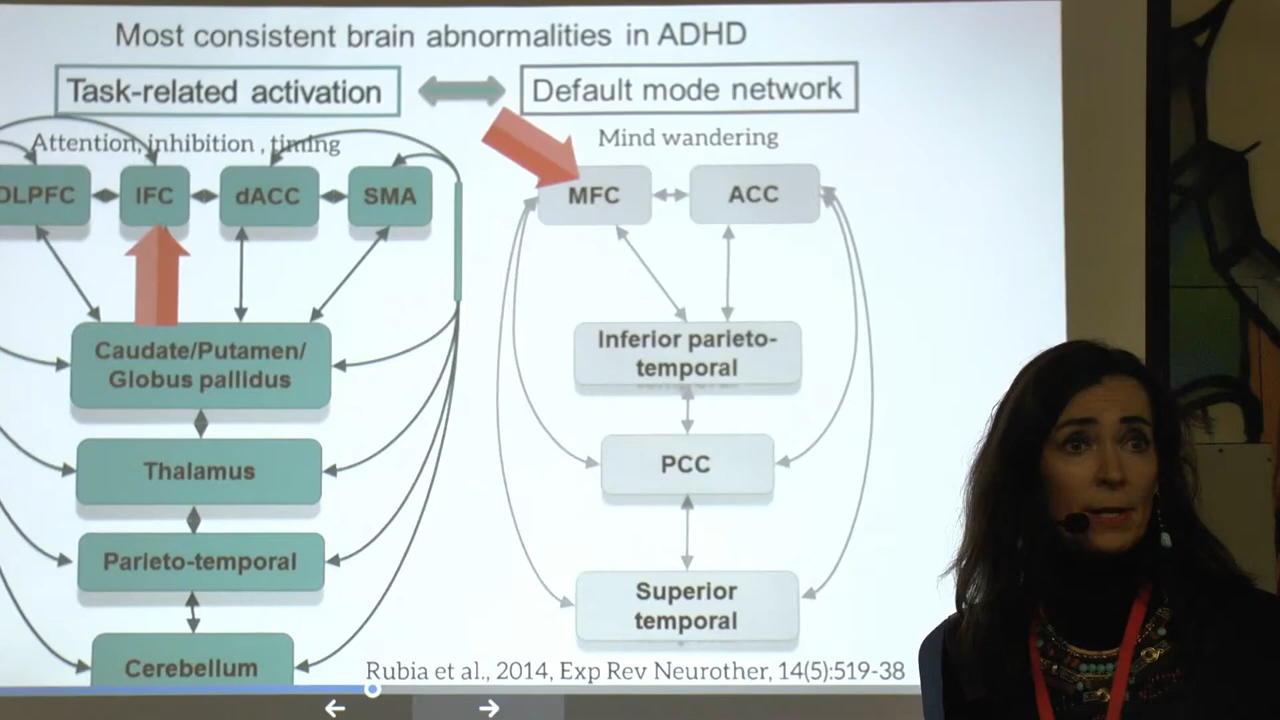 Most consistent brain abnormalities in ADHD
Task-related activation
Default mode network
Attention, inhibition , timing
Mind wandering
DLPFC
IFC
dACC
SMA
MFC
ACC
Caudate/Putamen/
Globus pallidus
Inferior parieto-
temporal
Thalamus
PCC
Parieto-temporal
Superior
temporal
Cerebellum
Rubia et al., 2014, Exp Rev Neurother, 14(5):519-38